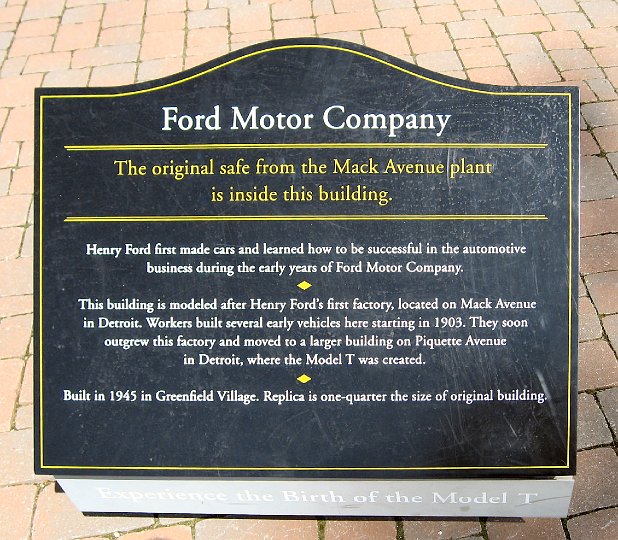 Ford Motor Company
The original safe from the Mack Avenue plant
is inside this building.
Henry Ford first made cars and learned how to be successful in the automotive
business during the early years of Ford Motor Company.
This building is modeled after Henry Ford's first factory, located on Mack Avenue
in Detroit. Workers built several early vehicles here starting in 1903. They soon
outgrew this factory and moved to a larger building on Piquette Avenue
in Detroit, where the Model T was created.
Built in 1945 in Greenfield Village. Replica is one-quarter the size of original building.
Experience the Birth of the Model T